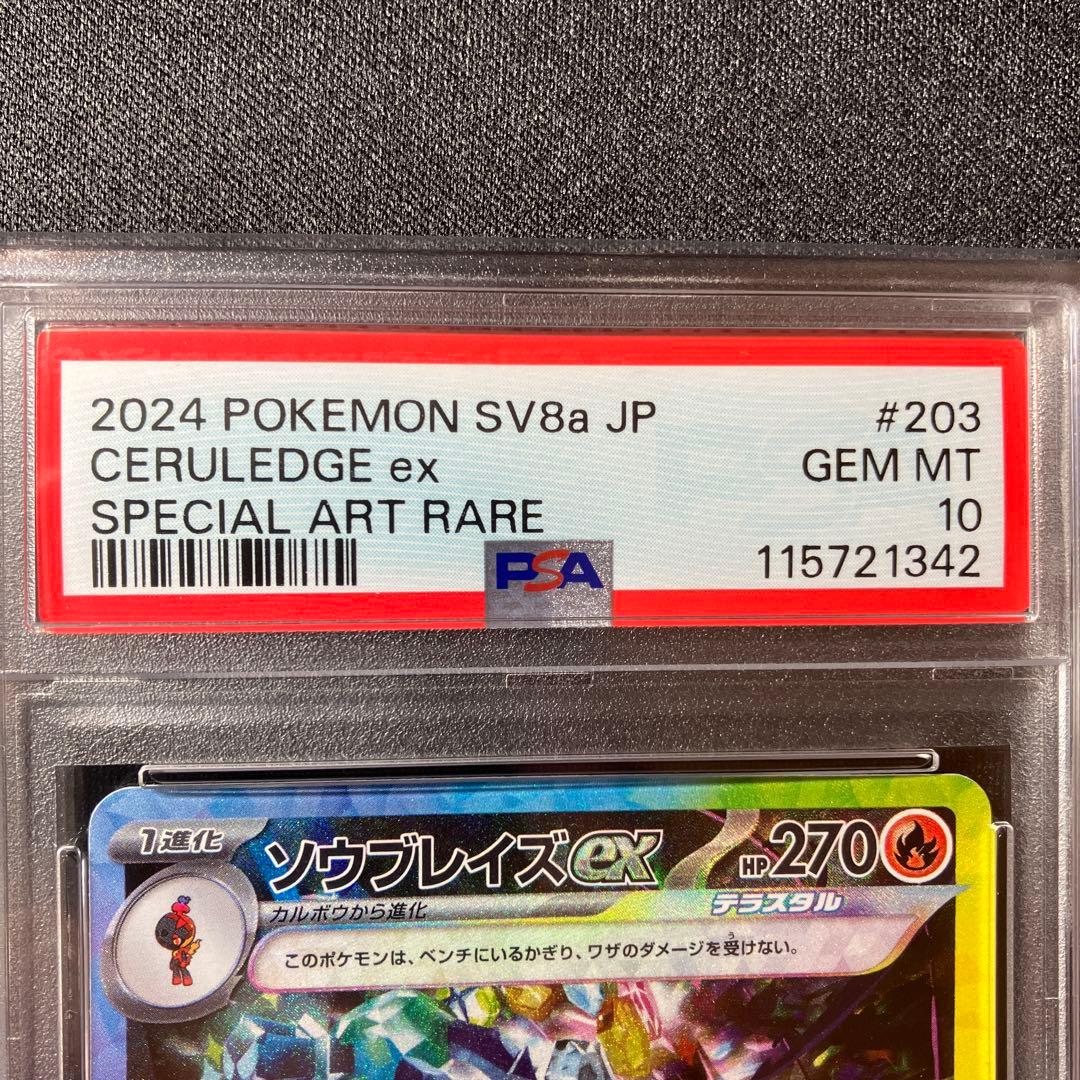 2024 POKEMON SV8a JP #203
CERULEDGE ex GEM MT
SPECIAL ART RARE 10
PSA 115721342
1進化 ソウブレイズex HP270
カルボウから進化 テラスタル
このポケモンは、ベンチにいるかぎり、ワザのダメージを受けない。